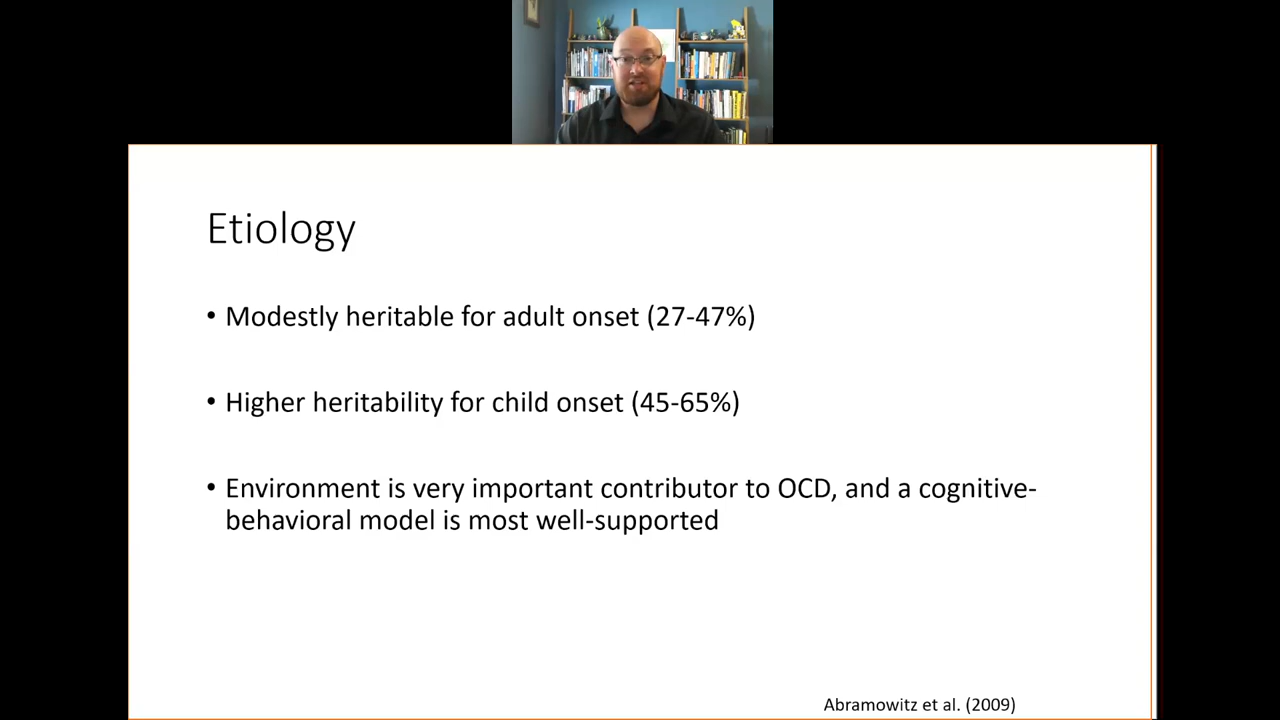 Etiology
• Modestly heritable for adult onset (27-47%)
• Higher heritability for child onset (45-65%)
• Environment is very important contributor to OCD, and a cognitive-
behavioral model is most well-supported
Abramowitz et al. (2009)